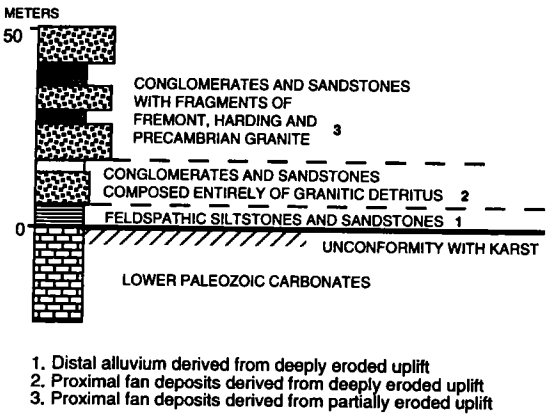 METERS
50
CONGLOMERATES AND SANDSTONES
WITH FRAGMENTS OF
FREMONT, HARDING AND
PRECAMBRIAN GRANITE 3
CONGLOMERATES AND SANDSTONES
COMPOSED ENTIRELY OF GRANITIC DETRITUS 2
FELDSPATHIC SILTSTONES AND SANDSTONES 1
0
UNCONFORMITY WITH KARST
LOWER PALEOZOIC CARBONATES
1. Distal alluvium derived from deeply eroded uplift
2. Proximal fan deposits derived from deeply eroded uplift
3. Proximal fan deposits derived from partially eroded uplift